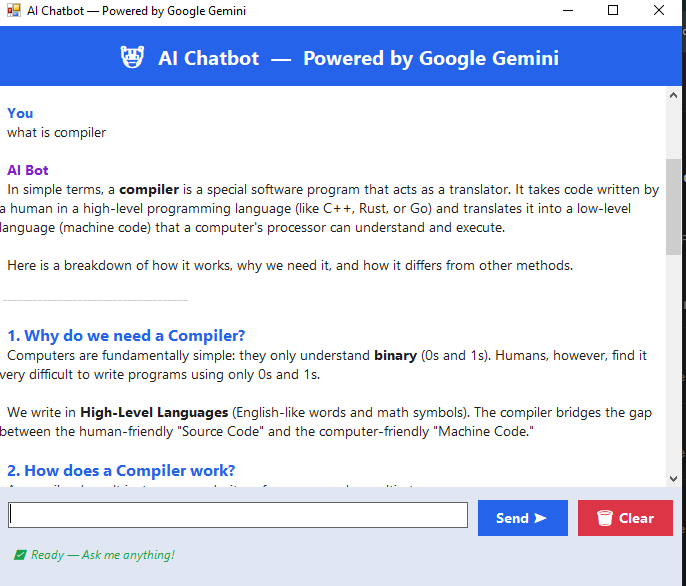 AI Chatbot — Powered by Google Gemini
AI Chatbot — Powered by Google Gemini
You
what is compiler
AI Bot
In simple terms, a compiler is a special software program that acts as a translator. It takes code written by
a human in a high-level programming language (like C++, Rust, or Go) and translates it into a low-level
language (machine code) that a computer's processor can understand and execute.
Here is a breakdown of how it works, why we need it, and how it differs from other methods.
1. Why do we need a Compiler?
Computers are fundamentally simple: they only understand binary (0s and 1s). Humans, however, find it
very difficult to write programs using only 0s and 1s.
We write in High-Level Languages (English-like words and math symbols). The compiler bridges the gap
between the human-friendly "Source Code" and the computer-friendly "Machine Code."
2. How does a Compiler work?
Send ➤
Clear
Ready — Ask me anything!